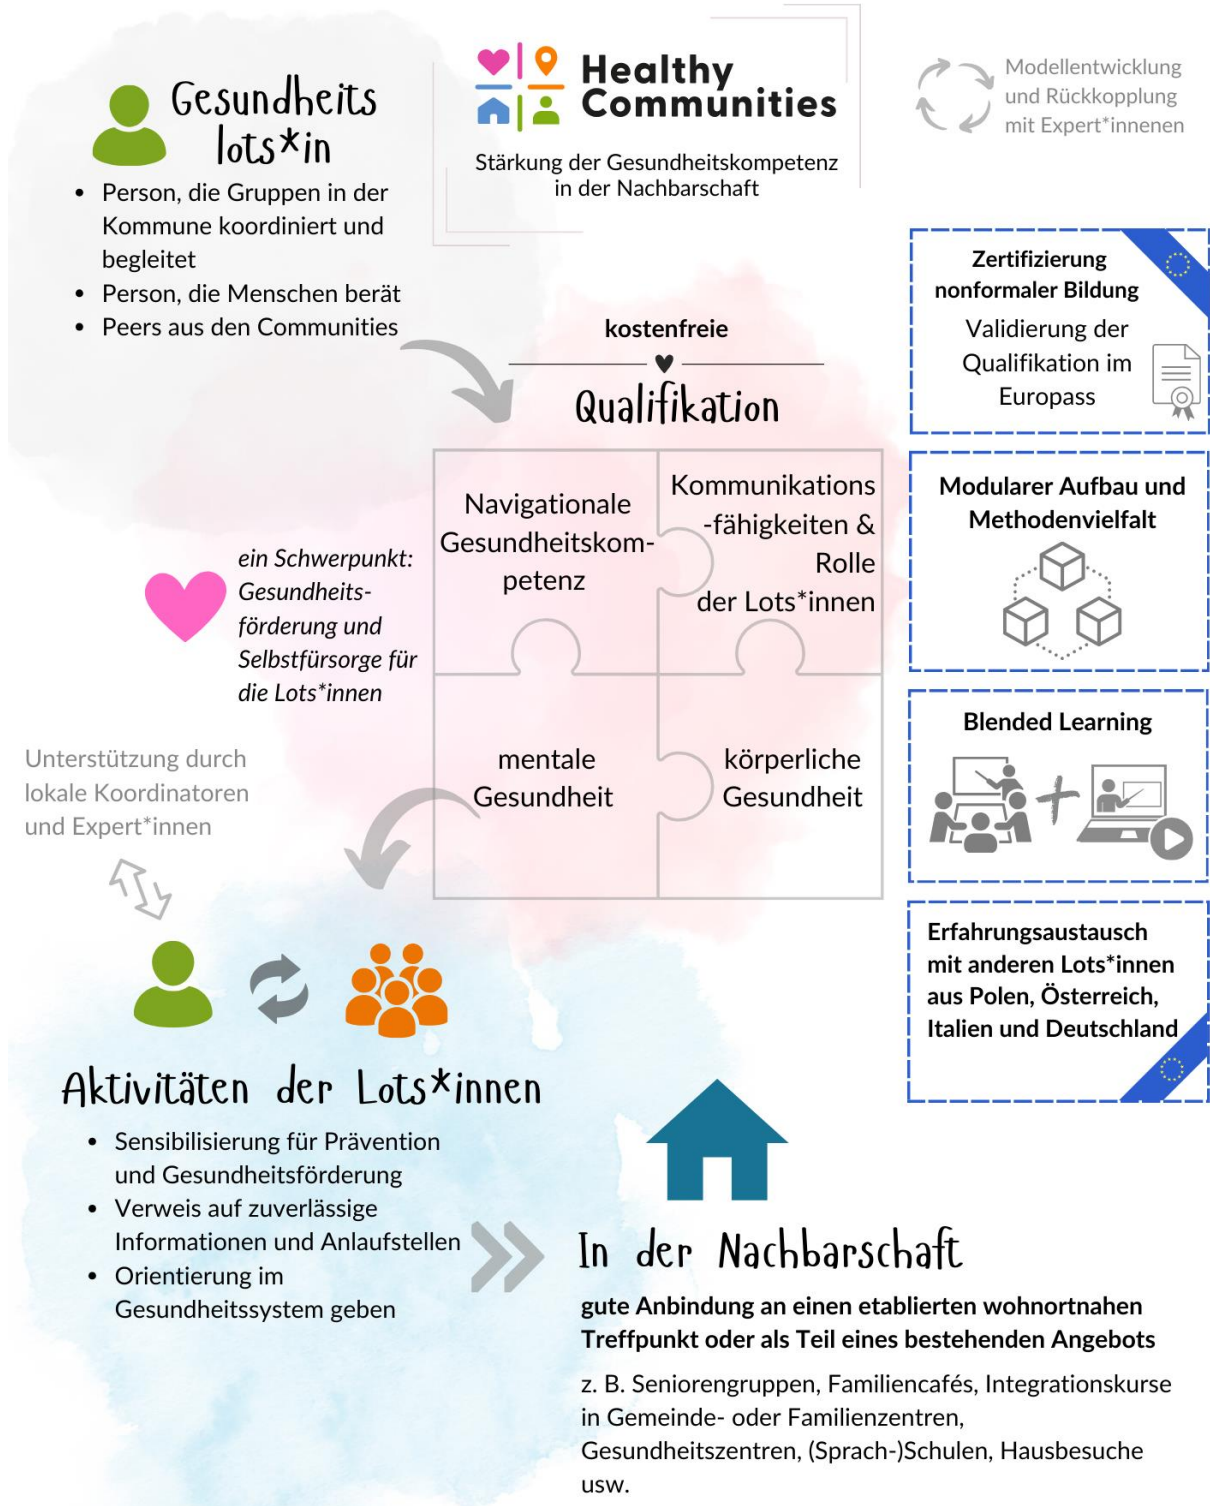 Gesundheits
lots*in
• Person, die Gruppen in der
Kommune koordiniert und
begleitet
• Person, die Menschen berät
• Peers aus den Communities
Healthy
Communities
Stärkung der Gesundheitskompetenz
in der Nachbarschaft
Modellentwicklung
und Rückkopplung
mit Expert*innenen
kostenfreie
Qualifikation
Navigationale
Gesundheitskom-
petenz
Kommunikations
-fähigkeiten &
Rolle
der Lots*innen
mentale
Gesundheit
körperliche
Gesundheit
ein Schwerpunkt:
Gesundheits-
förderung und
Selbstfürsorge für
die Lots*innen
Zertifizierung
nonformaler Bildung
Validierung der
Qualifikation im
Europass
Modularer Aufbau und
Methodenvielfalt
Blended Learning
Erfahrungsaustausch
mit anderen Lots*innen
aus Polen, Österreich,
Italien und Deutschland
Unterstützung durch
lokale Koordinatoren
und Expert*innen
Aktivitäten der Lots*innen
• Sensibilisierung für Prävention
und Gesundheitsförderung
• Verweis auf zuverlässige
Informationen und Anlaufstellen
• Orientierung im
Gesundheitssystem geben
In der Nachbarschaft
gute Anbindung an einen etablierten wohnortnahen
Treffpunkt oder als Teil eines bestehenden Angebots
z. B. Seniorengruppen, Familiencafés, Integrationskurse
in Gemeinde- oder Familienzentren,
Gesundheitszentren, (Sprach-)Schulen, Hausbesuche
usw.